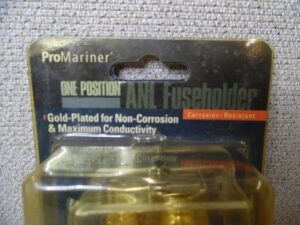 ProMariner®
ONE POSITION ANL Fuseholder
Corrosion-Resistant
Gold-Plated for Non-Corrosion
& Maximum Conductivity